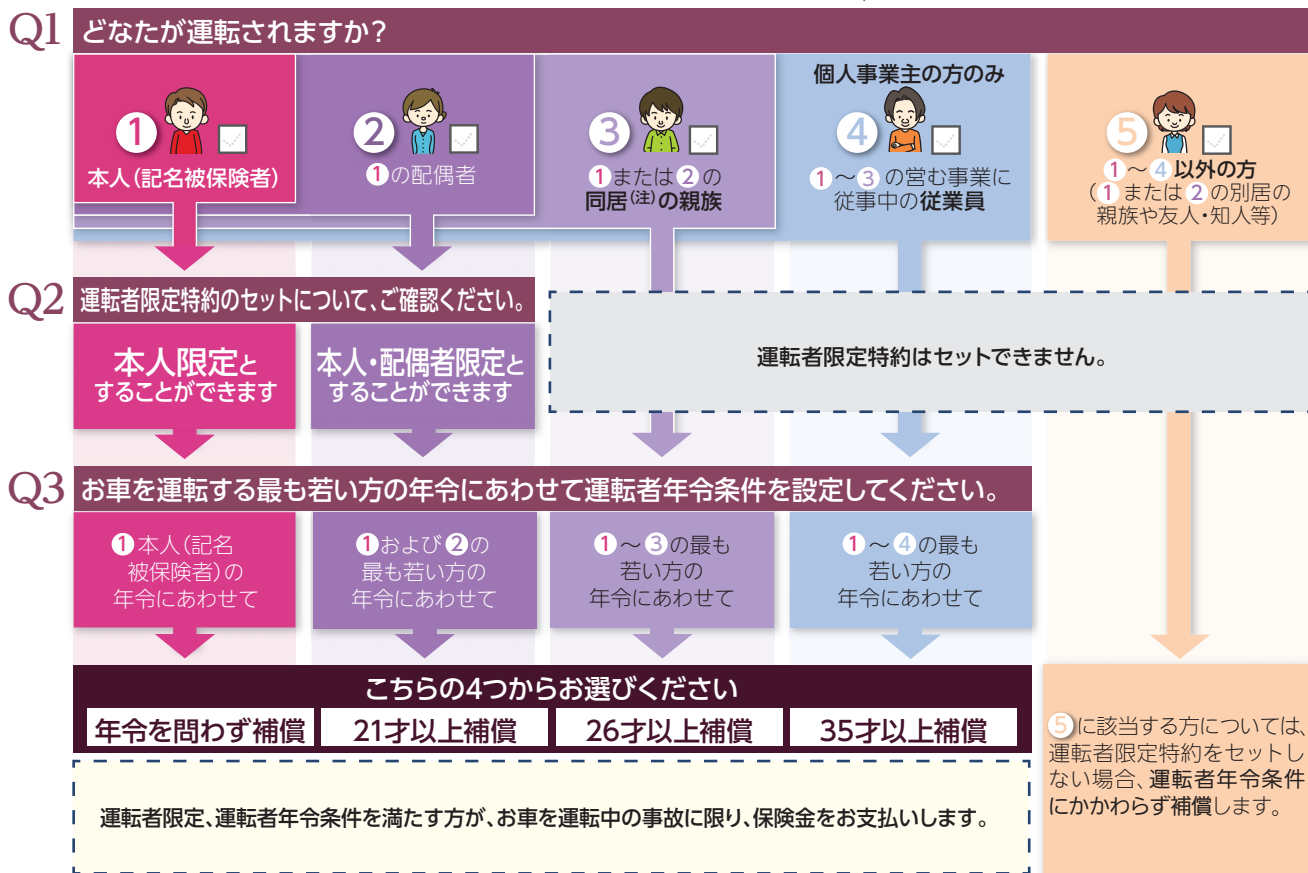 Q1 どなたが運転されますか?
1
本人(記名被保険者)
2
1の配偶者
3
1または2の
同居(注)の親族
個人事業主の方のみ
4
1～3の営む事業に
従事中の従業員
5
1～4以外の方
(1または2の別居の
親族や友人・知人等)
Q2 運転者限定特約のセットについて、ご確認ください。
本人限定と
することができます
本人・配偶者限定と
することができます
運転者限定特約はセットできません。
Q3 お車を運転する最も若い方の年令にあわせて運転者年令条件を設定してください。
1本人(記名
被保険者)の
年令にあわせて
1および2の
最も若い方の
年令にあわせて
1～3の最も
若い方の
年令にあわせて
1～4の最も
若い方の
年令にあわせて
こちらの4つからお選びください
年令を問わず補償
21才以上補償
26才以上補償
35才以上補償
運転者限定、運転者年令条件を満たす方が、お車を運転中の事故に限り、保険金をお支払いします。
5に該当する方については、
運転者限定特約をセットし
ない場合、運転者年令条件
にかかわらず補償します。